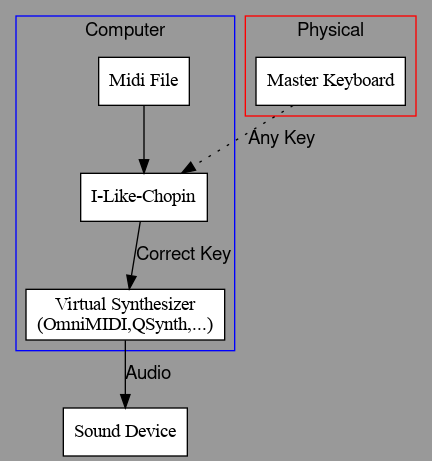 Computer
Physical
Midi File
Master Keyboard
Any Key
I-Like-Chopin
Correct Key
Virtual Synthesizer
(OmniMIDI,QSynth,...)
Audio
Sound Device